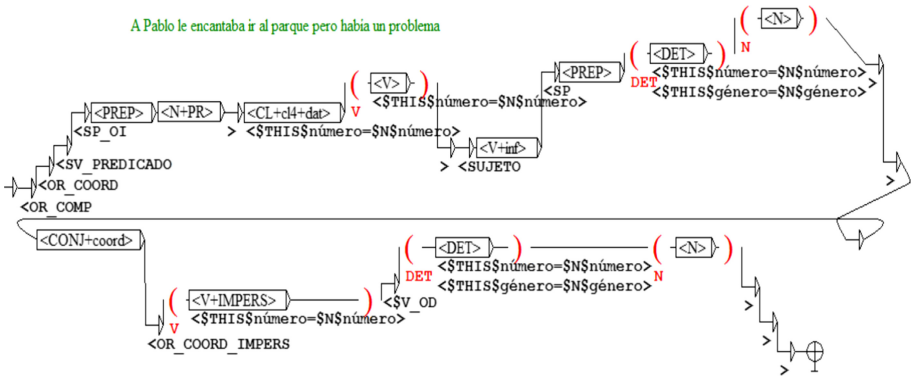 A Pablo le encantaba ir al parque pero habia un problema
<N>
N
<DET>
DET
<$THIS$número=$N$número>
<$THIS$género=$N$género>
>
<PREP>
<SP
<V>
V
<$THIS$número=$N$número>
<PREP> <N+PR> <CL+cl4+dat>
<SP_OI > <$THIS$número=$N$número>
<V+inf>
> <SUJETO
>
<SV_PREDICADO
<OR_COORD
<OR_COMP
<CONJ+coord>
<DET> <N>
DET <$THIS$número=$N$número> N
<$THIS$género=$N$género>
<V+IMPERS> <$V_OD
V <$THIS$número=$N$número>
<OR_COORD_IMPERS
>
>
>